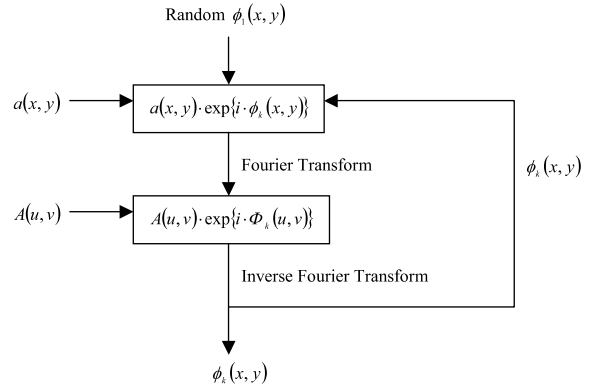 Random ϕ₁(x, y)
a(x, y)
a(x, y)·exp{i·ϕₖ(x, y)}
Fourier Transform
ϕₖ(x, y)
A(u, v)
A(u, v)·exp{i·Φₖ(u, v)}
Inverse Fourier Transform
ϕₖ(x, y)